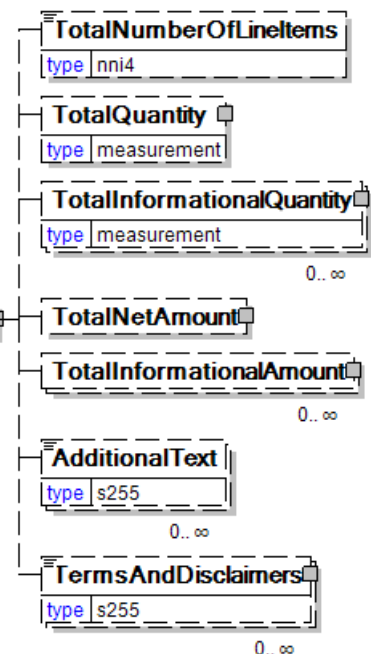 TotalNumberOfLineItems
type nni4
TotalQuantity
type measurement
TotalInformationalQuantity
type measurement
0.. ∞
TotalNetAmount
TotalInformationalAmount
0.. ∞
AdditionalText
type s255
0.. ∞
TermsAndDisclaimers
type s255
0.. ∞